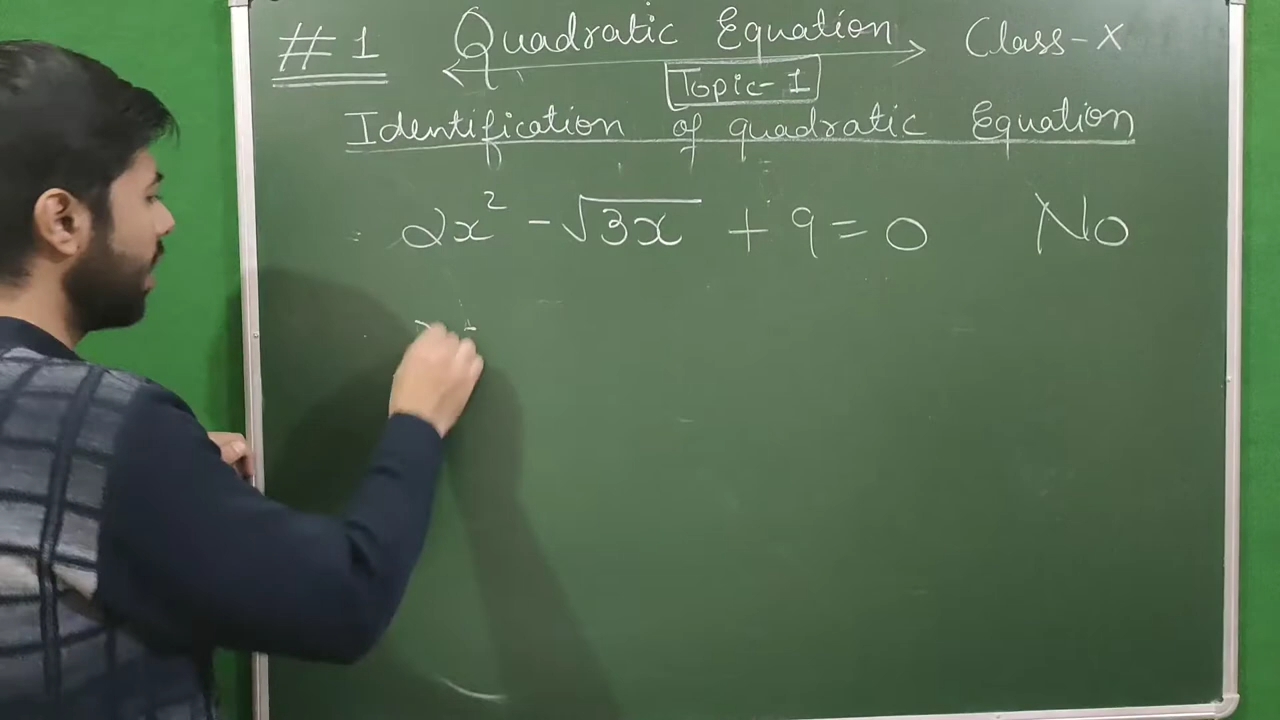 #1 Quadratic Equation Class-X
Topic-1
Identification of quadratic Equation
2x² - √3x + 9 = 0 No